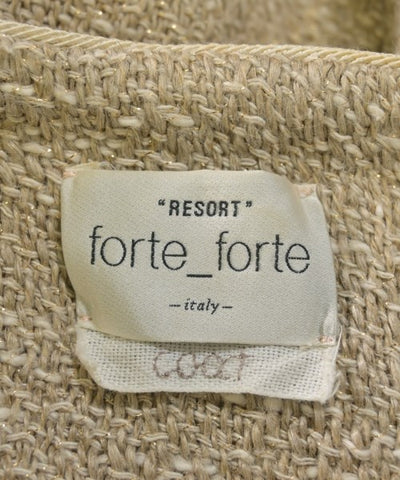 "RESORT"
forte_forte
– italy –